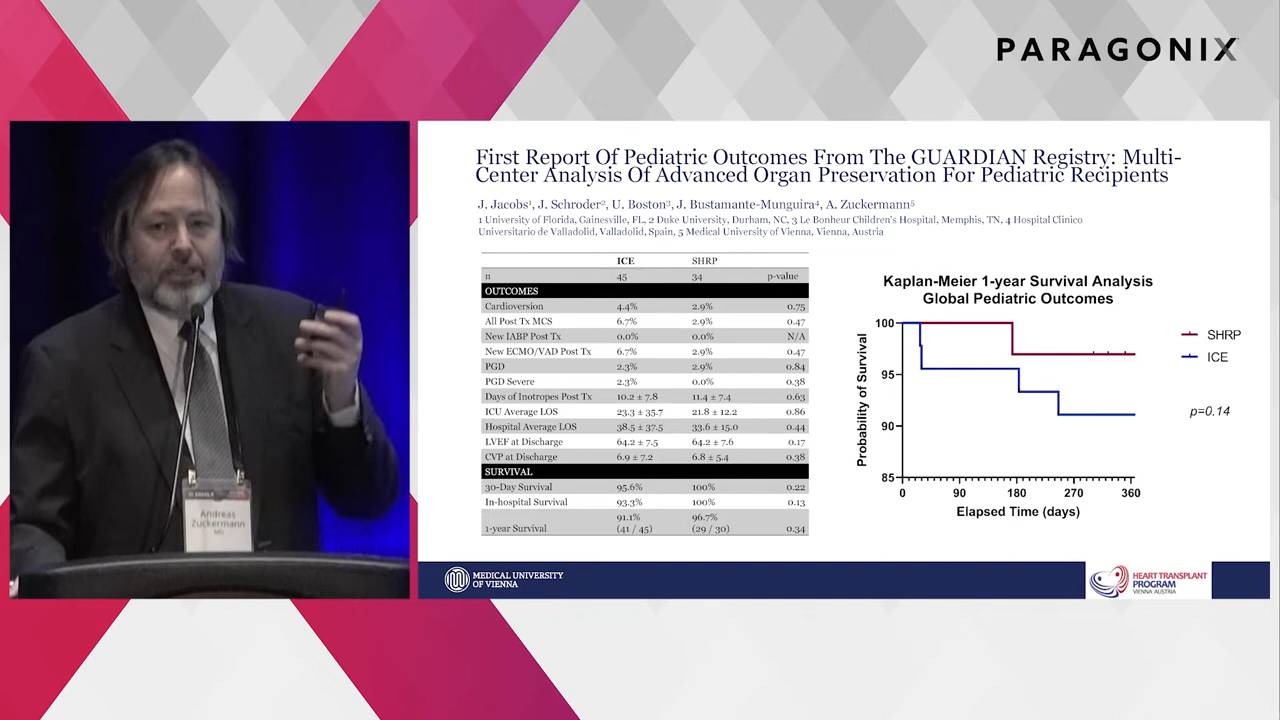 PARAGONIX
First Report Of Pediatric Outcomes From The GUARDIAN Registry: Multi-
Center Analysis Of Advanced Organ Preservation For Pediatric Recipients
J. Jacobs¹, J. Schroder², U. Boston³, J. Bustamante-Munguira⁴, A. Zuckermann⁵
1 University of Florida, Gainesville, FL, 2 Duke University, Durham, NC, 3 Le Bonheur Children's Hospital, Memphis, TN, 4 Hospital Clinico
Universitario de Valladolid, Valladolid, Spain, 5 Medical University of Vienna, Vienna, Austria
ICE SHRP
n 45 34 p-value
OUTCOMES
Cardioversion 4.4% 2.9% 0.75
All Post Tx MCS 6.7% 2.9% 0.47
New IABP Post Tx 0.0% 0.0% N/A
New ECMO/VAD Post Tx 6.7% 2.9% 0.47
PGD 2.3% 2.9% 0.84
PGD Severe 2.3% 0.0% 0.38
Days of Inotropes Post Tx 10.2 ± 7.8 11.4 ± 7.4 0.63
ICU Average LOS 23.3 ± 35.7 21.8 ± 12.2 0.86
Hospital Average LOS 38.5 ± 37.5 33.6 ± 15.0 0.44
LVEF at Discharge 64.2 ± 7.5 64.2 ± 7.6 0.17
CVP at Discharge 6.9 ± 7.2 6.8 ± 5.4 0.38
SURVIVAL
30-Day Survival 95.6% 100% 0.22
In-hospital Survival 93.3% 100% 0.13
91.1% 96.7%
1-year Survival (41 / 45) (29 / 30) 0.34
Kaplan-Meier 1-year Survival Analysis
Global Pediatric Outcomes
Probability of Survival
100
95
90
85
0 90 180 270 360
Elapsed Time (days)
SHRP
ICE
p=0.14
Andreas
Zuckermann
MD
MEDICAL UNIVERSITY
OF VIENNA
HEART TRANSPLANT
PROGRAM
VIENNA AUSTRIA